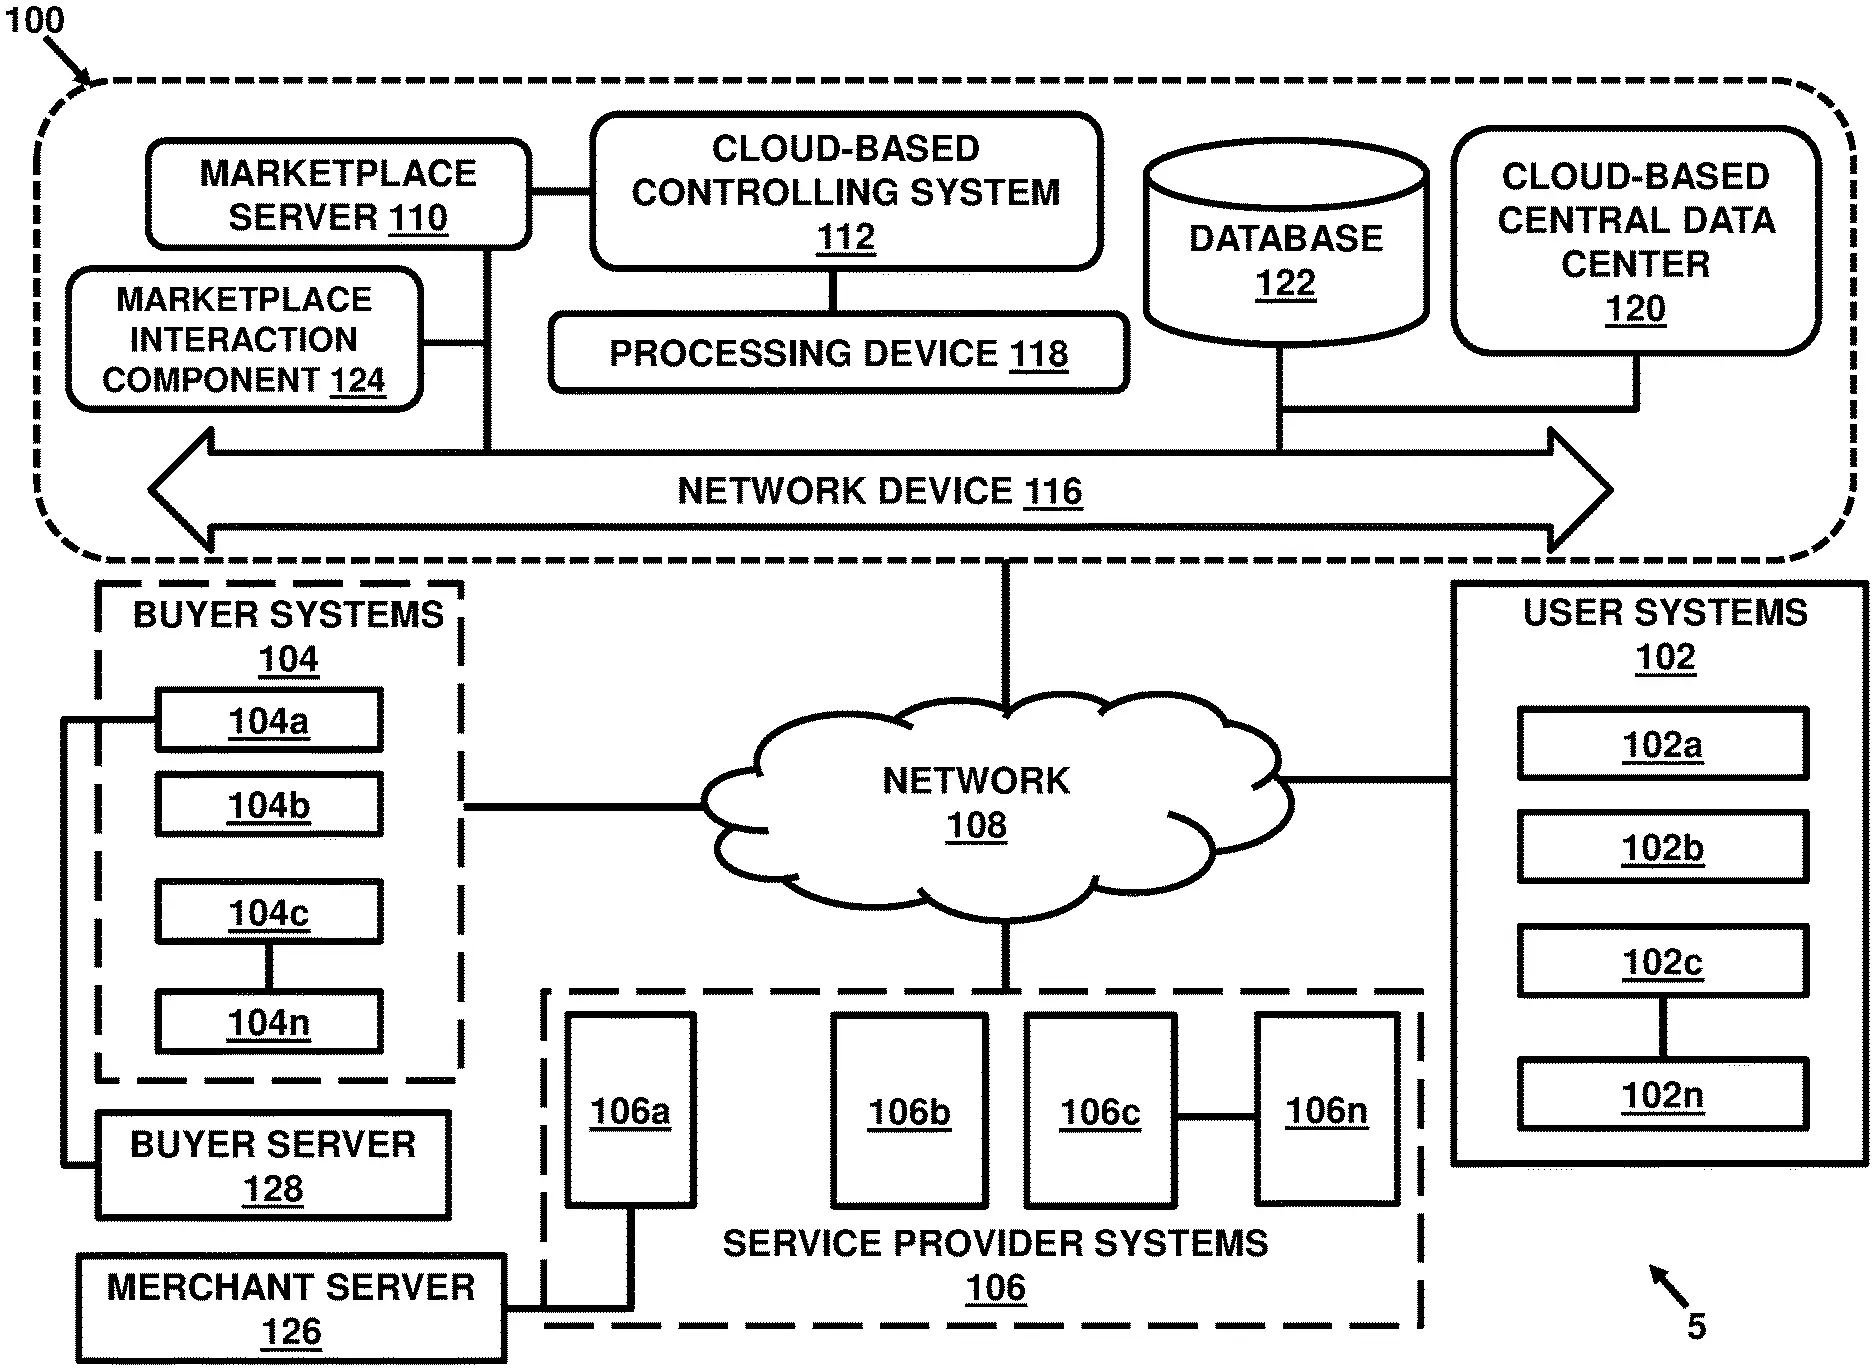 100
MARKETPLACE
SERVER 110
CLOUD-BASED
CONTROLLING SYSTEM
112
DATABASE
122
CLOUD-BASED
CENTRAL DATA
CENTER
120
MARKETPLACE
INTERACTION
COMPONENT 124
PROCESSING DEVICE 118
NETWORK DEVICE 116
BUYER SYSTEMS
104
104a
104b
104c
104n
NETWORK
108
USER SYSTEMS
102
102a
102b
102c
102n
BUYER SERVER
128
106a
106b
106c
106n
SERVICE PROVIDER SYSTEMS
106
MERCHANT SERVER
126
5